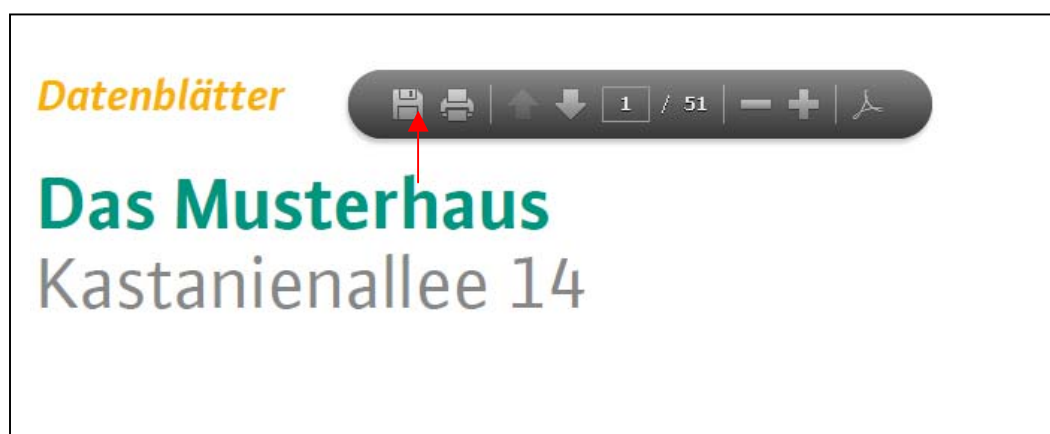 Datenblätter
1 / 51
Das Musterhaus
Kastanienallee 14